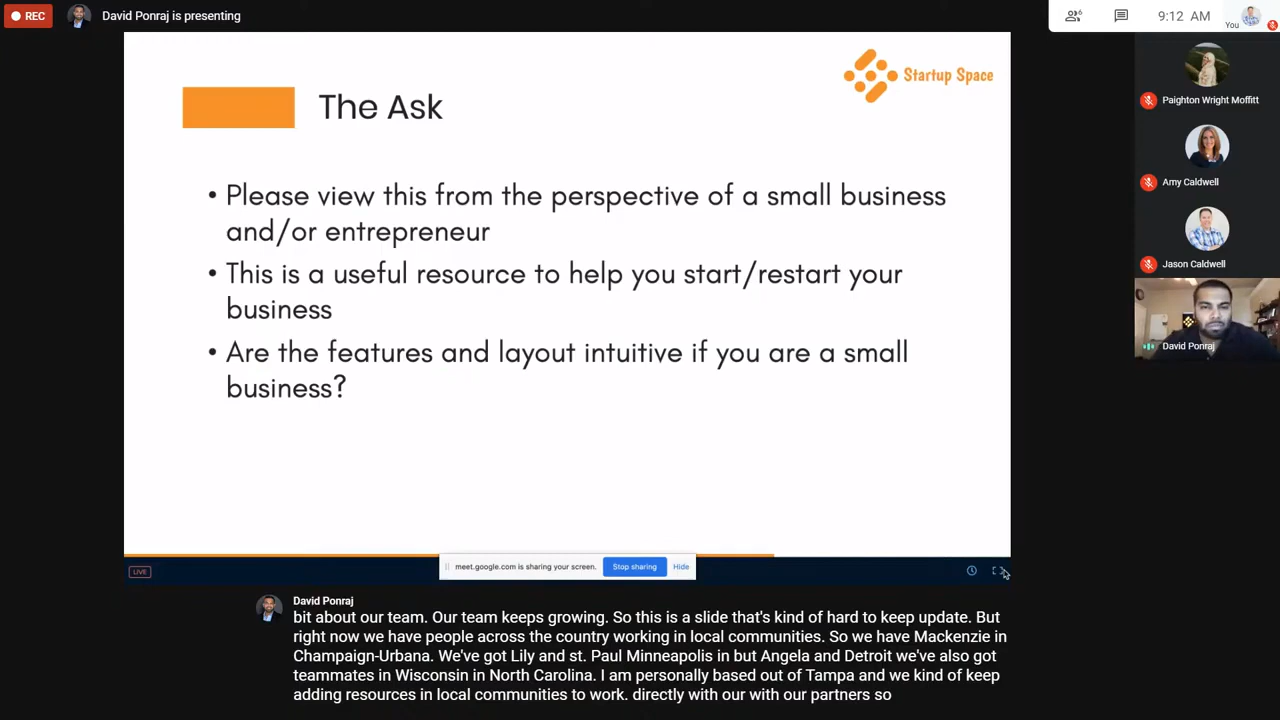 REC
David Ponraj is presenting
9:12 AM
You
Startup Space
The Ask
• Please view this from the perspective of a small business
and/or entrepreneur
• This is a useful resource to help you start/restart your
business
• Are the features and layout intuitive if you are a small
business?
Paighton Wright Moffitt
Amy Caldwell
Jason Caldwell
David Ponraj
LIVE
meet.google.com is sharing your screen.
Stop sharing
Hide
David Ponraj
bit about our team. Our team keeps growing. So this is a slide that's kind of hard to keep update. But
right now we have people across the country working in local communities. So we have Mackenzie in
Champaign-Urbana. We've got Lily and st. Paul Minneapolis in but Angela and Detroit we've also got
teammates in Wisconsin in North Carolina. I am personally based out of Tampa and we kind of keep
adding resources in local communities to work. directly with our with our partners so